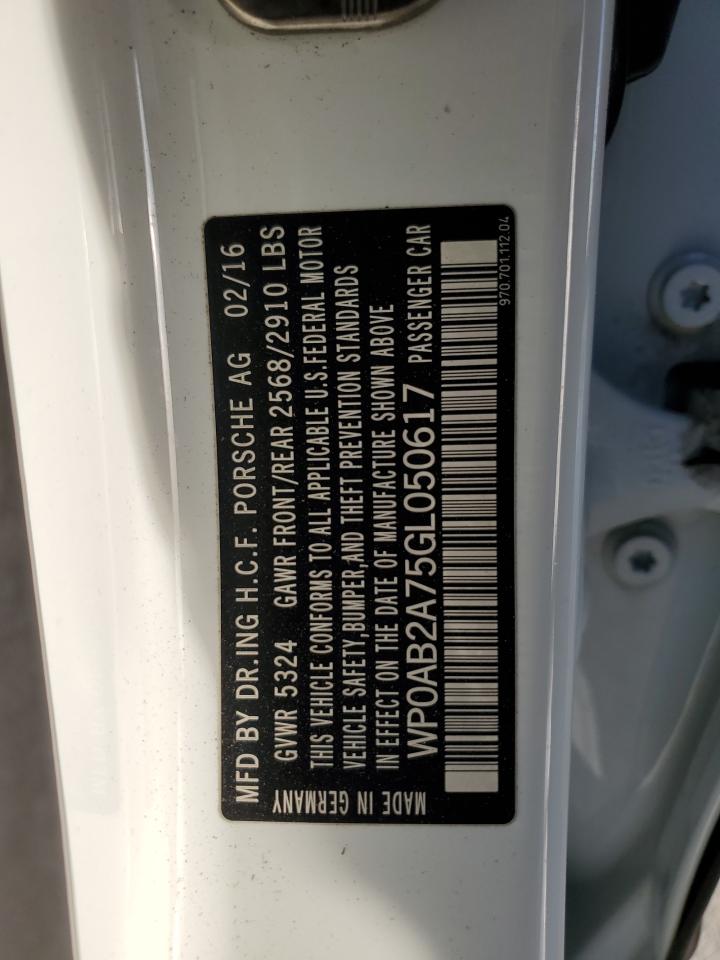 MFD BY DR.ING H.C.F. PORSCHE AG 02/16
GVWR 5324 GAWR FRONT/REAR 2568/2910 LBS
THIS VEHICLE CONFORMS TO ALL APPLICABLE U.S.FEDERAL MOTOR
VEHICLE SAFETY,BUMPER,AND THEFT PREVENTION STANDARDS
IN EFFECT ON THE DATE OF MANUFACTURE SHOWN ABOVE
WP0AB2A75GL050617 PASSENGER CAR
970.701.112.04
MADE IN GERMANY